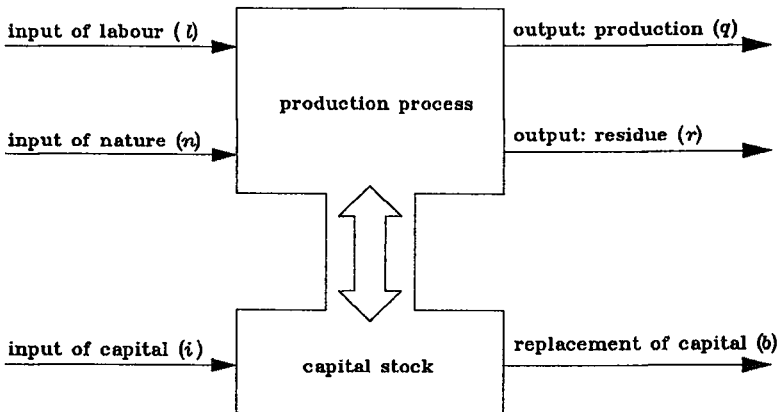 input of labour (l)
output: production (q)
production process
input of nature (n)
output: residue (r)
input of capital (i)
capital stock
replacement of capital (b)